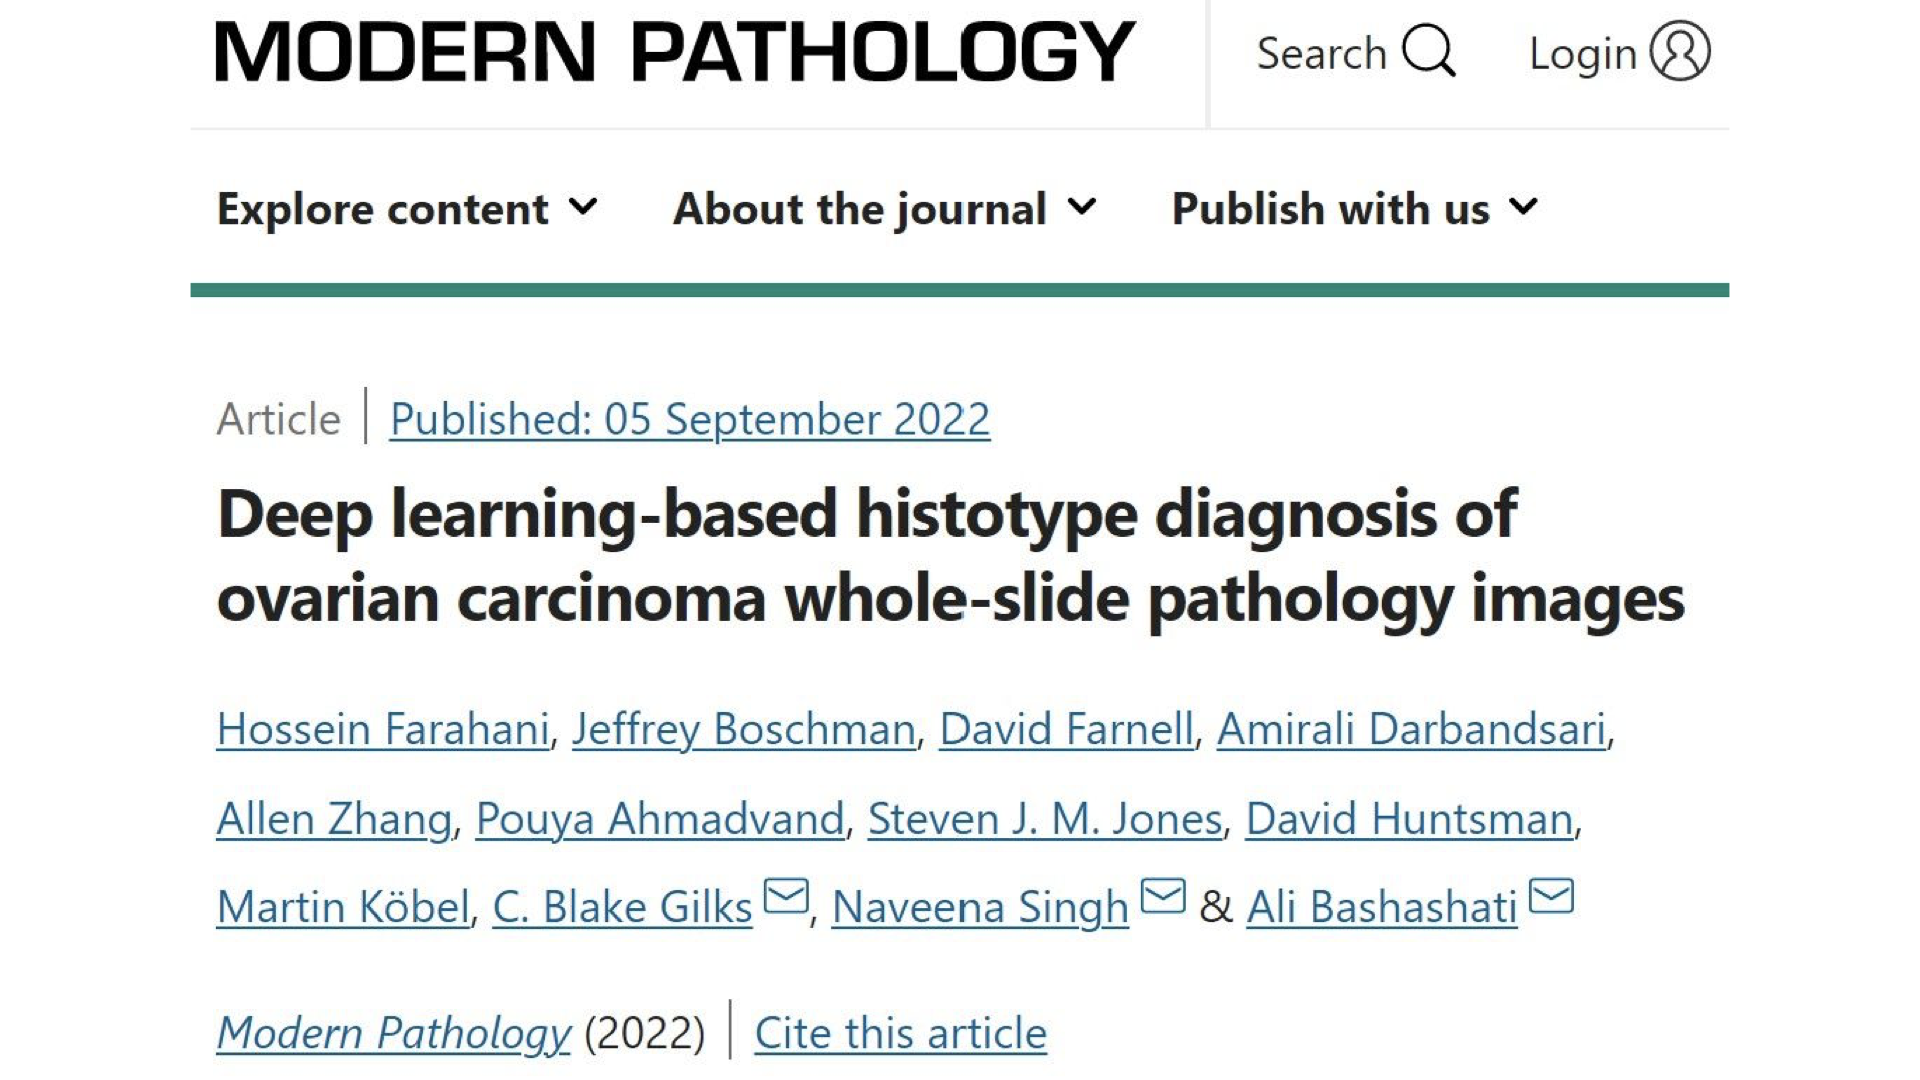 MODERN PATHOLOGY
Search
Login
Explore content
About the journal
Publish with us
Article | Published: 05 September 2022
Deep learning-based histotype diagnosis of
ovarian carcinoma whole-slide pathology images
Hossein Farahani, Jeffrey Boschman, David Farnell, Amirali Darbandsari,
Allen Zhang, Pouya Ahmadvand, Steven J. M. Jones, David Huntsman,
Martin Köbel, C. Blake Gilks, Naveena Singh & Ali Bashashati
Modern Pathology (2022) | Cite this article